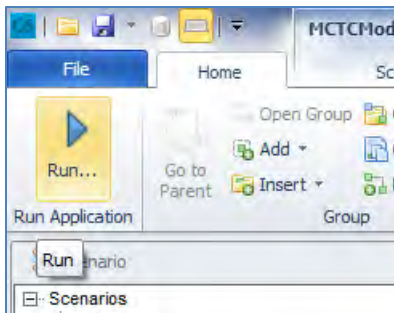 MCTCMod
File Home Sc
Open Group
Run... Go to Parent Add
Insert
Run Application Group
Run enario
Scenarios